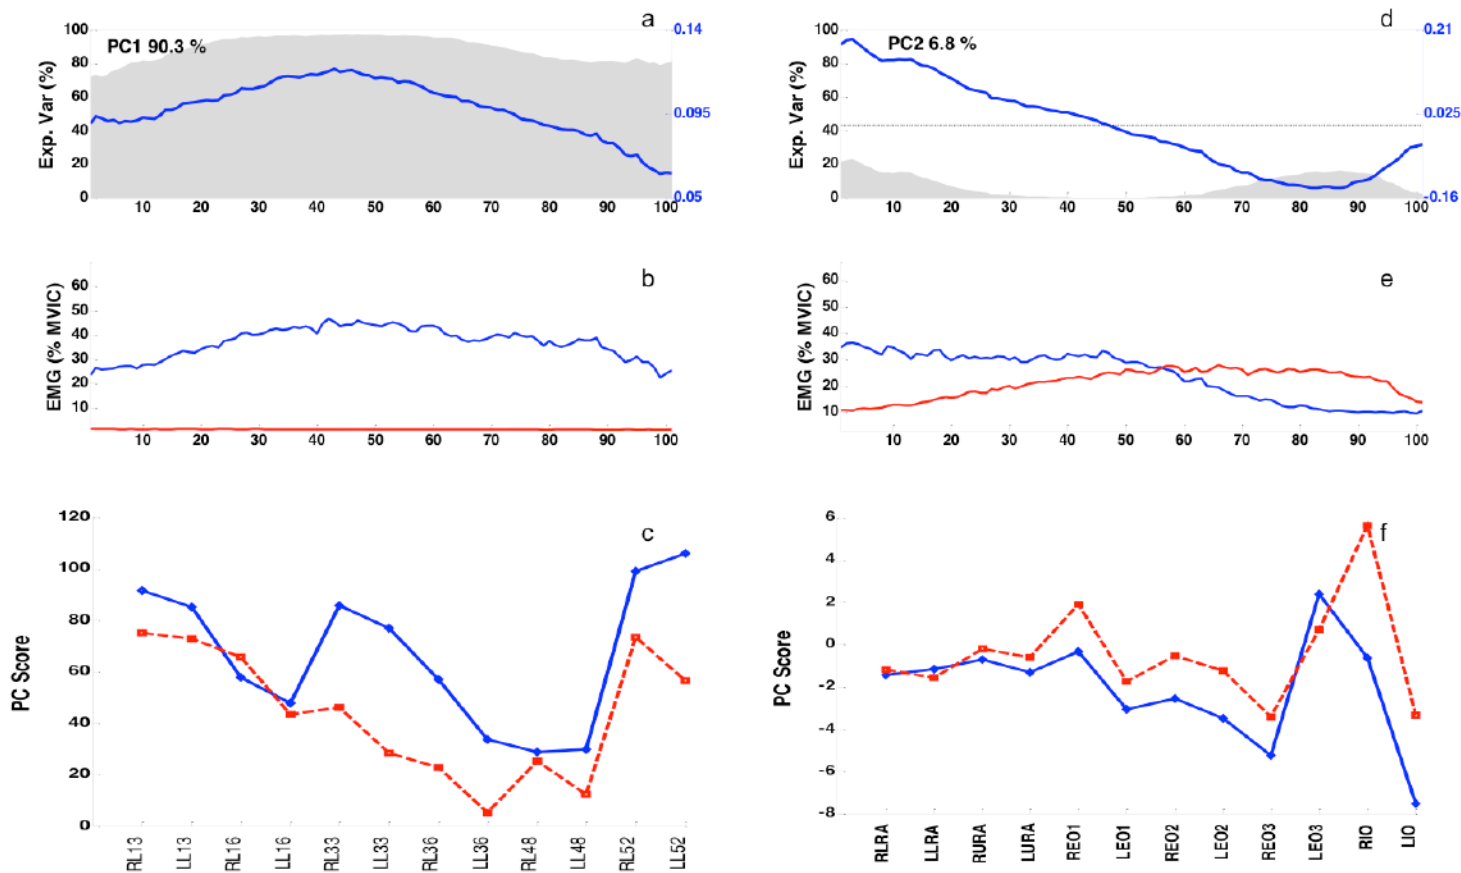 a
100
PC1 90.3 %
0.14
80
60
0.095
40
20
0
0.05
Exp. Var (%)
10 20 30 40 50 60 70 80 90 100
d
100
PC2 6.8 %
0.21
80
60
0.025
40
20
0
-0.16
Exp. Var (%)
10 20 30 40 50 60 70 80 90 100
b
60
50
40
30
20
10
EMG (% MVIC)
10 20 30 40 50 60 70 80 90 100
e
60
50
40
30
20
10
EMG (% MVIC)
10 20 30 40 50 60 70 80 90 100
c
120
100
80
60
40
20
0
PC Score
RL13 LL13 RL16 LL16 RL33 LL33 RL36 LL36 RL48 LL48 RL52 LL52
f
6
4
2
0
-2
-4
-6
-8
PC Score
RLRA LLRA RURA LURA REO1 LEO1 REO2 LEO2 REO3 LEO3 RIO LIO